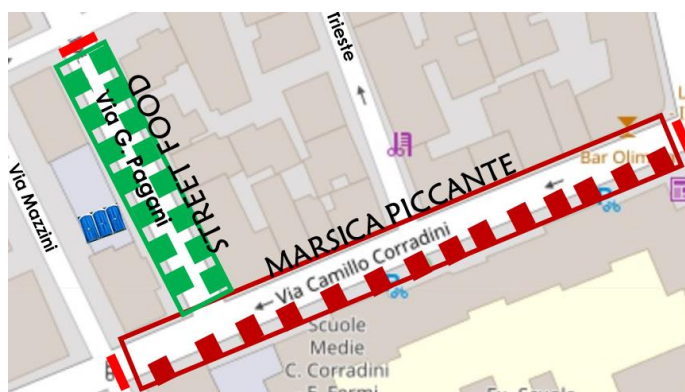 Trieste
STREET FOOD
Via G. Pagani
Via Mazzini
MARSICA PICCANTE
Bar Olim
Via Camillo Corradini
Scuole
Medie
C. Corradini